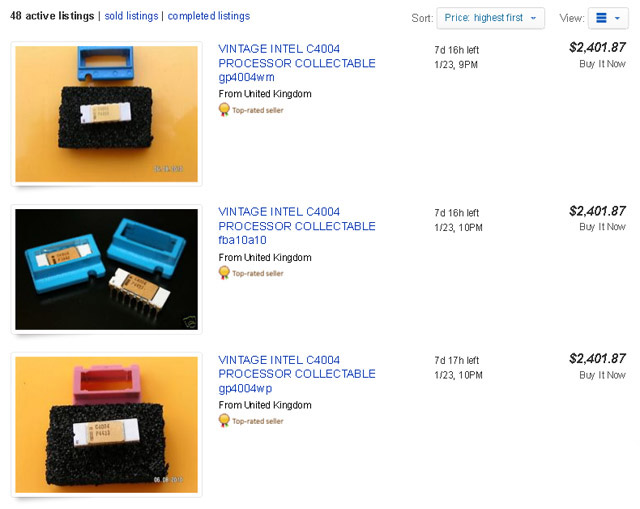 48 active listings | sold listings | completed listings
Sort: Price: highest first View:
VINTAGE INTEL C4004
PROCESSOR COLLECTABLE
gp4004wm
From United Kingdom
Top-rated seller
7d 16h left
1/23, 9PM
$2,401.87
Buy It Now
VINTAGE INTEL C4004
PROCESSOR COLLECTABLE
fba10a10
From United Kingdom
Top-rated seller
7d 16h left
1/23, 10PM
$2,401.87
Buy It Now
C4004
VINTAGE INTEL C4004
PROCESSOR COLLECTABLE
gp4004wp
From United Kingdom
Top-rated seller
7d 17h left
1/23, 10PM
$2,401.87
Buy It Now